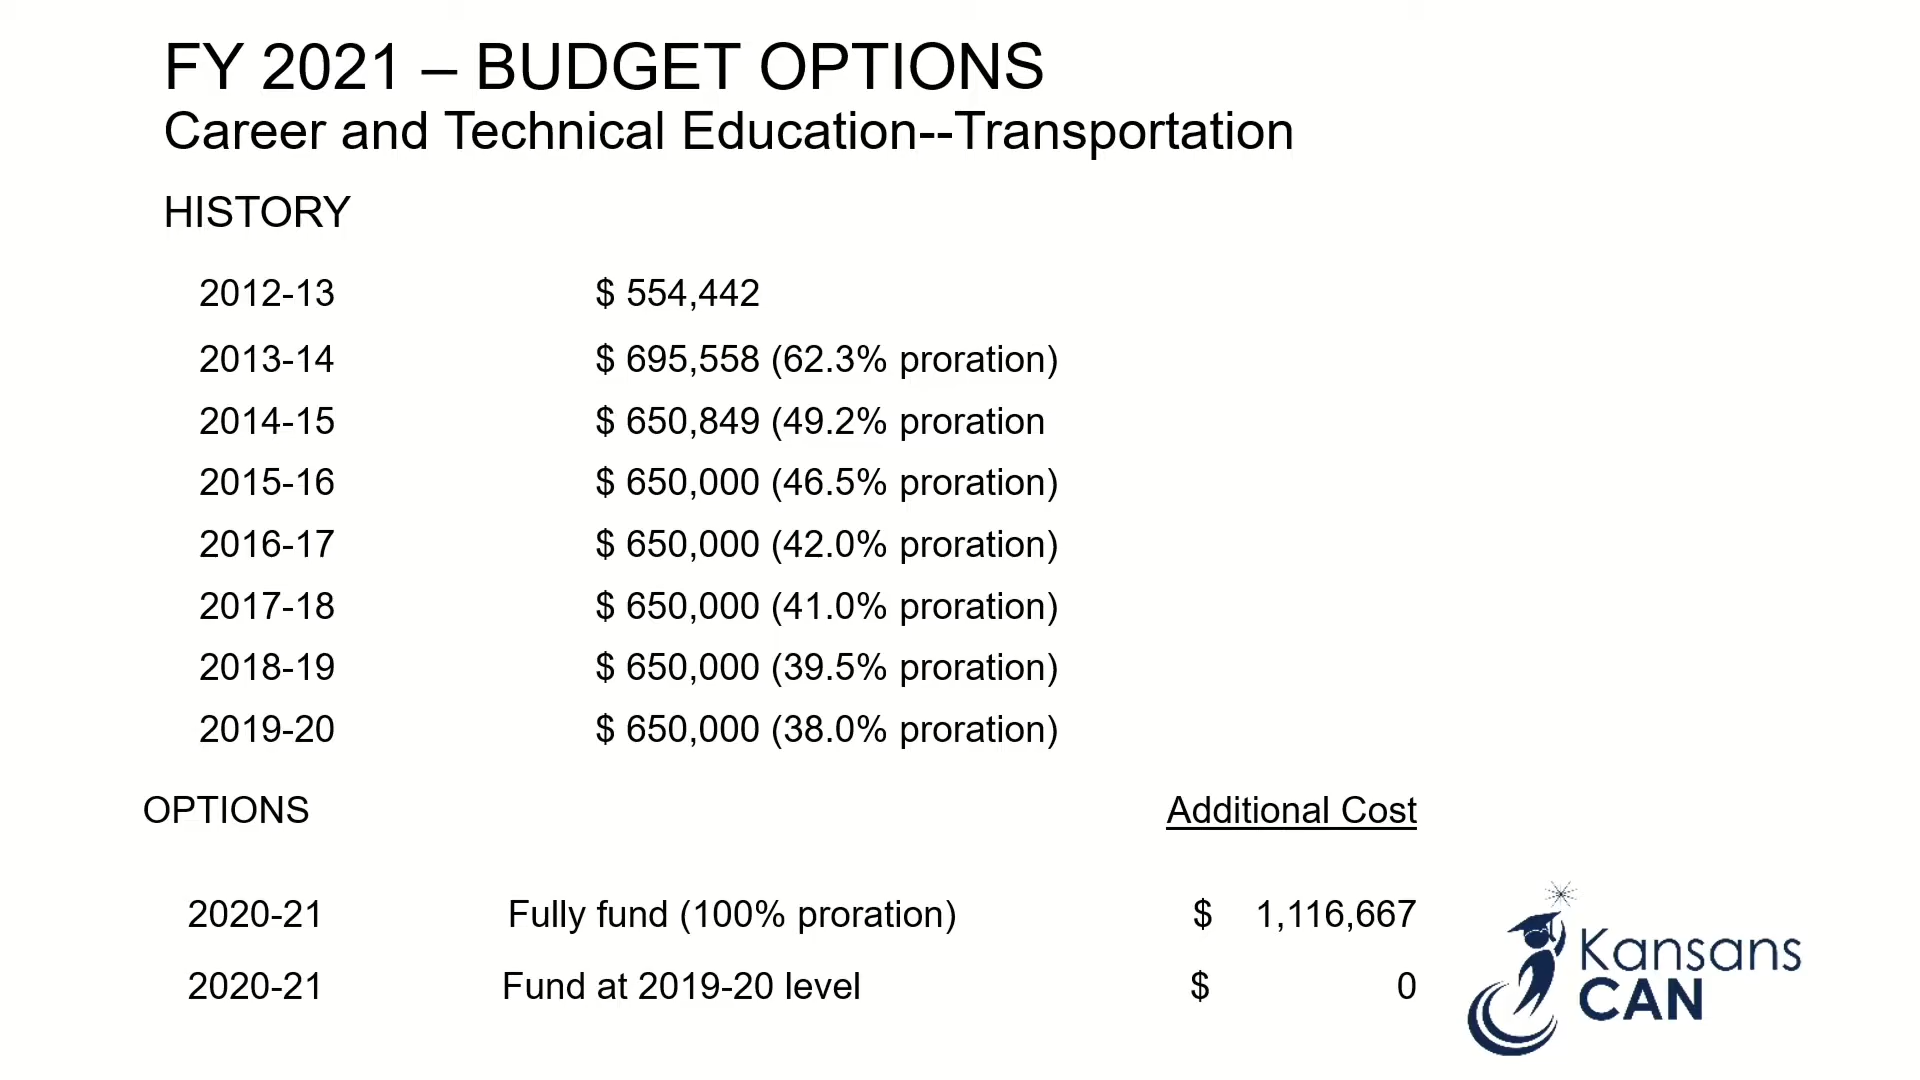 FY 2021 – BUDGET OPTIONS
Career and Technical Education--Transportation
HISTORY
2012-13 $ 554,442
2013-14 $ 695,558 (62.3% proration)
2014-15 $ 650,849 (49.2% proration
2015-16 $ 650,000 (46.5% proration)
2016-17 $ 650,000 (42.0% proration)
2017-18 $ 650,000 (41.0% proration)
2018-19 $ 650,000 (39.5% proration)
2019-20 $ 650,000 (38.0% proration)
OPTIONS Additional Cost
2020-21 Fully fund (100% proration) $ 1,116,667
2020-21 Fund at 2019-20 level $ 0
Kansans
CAN